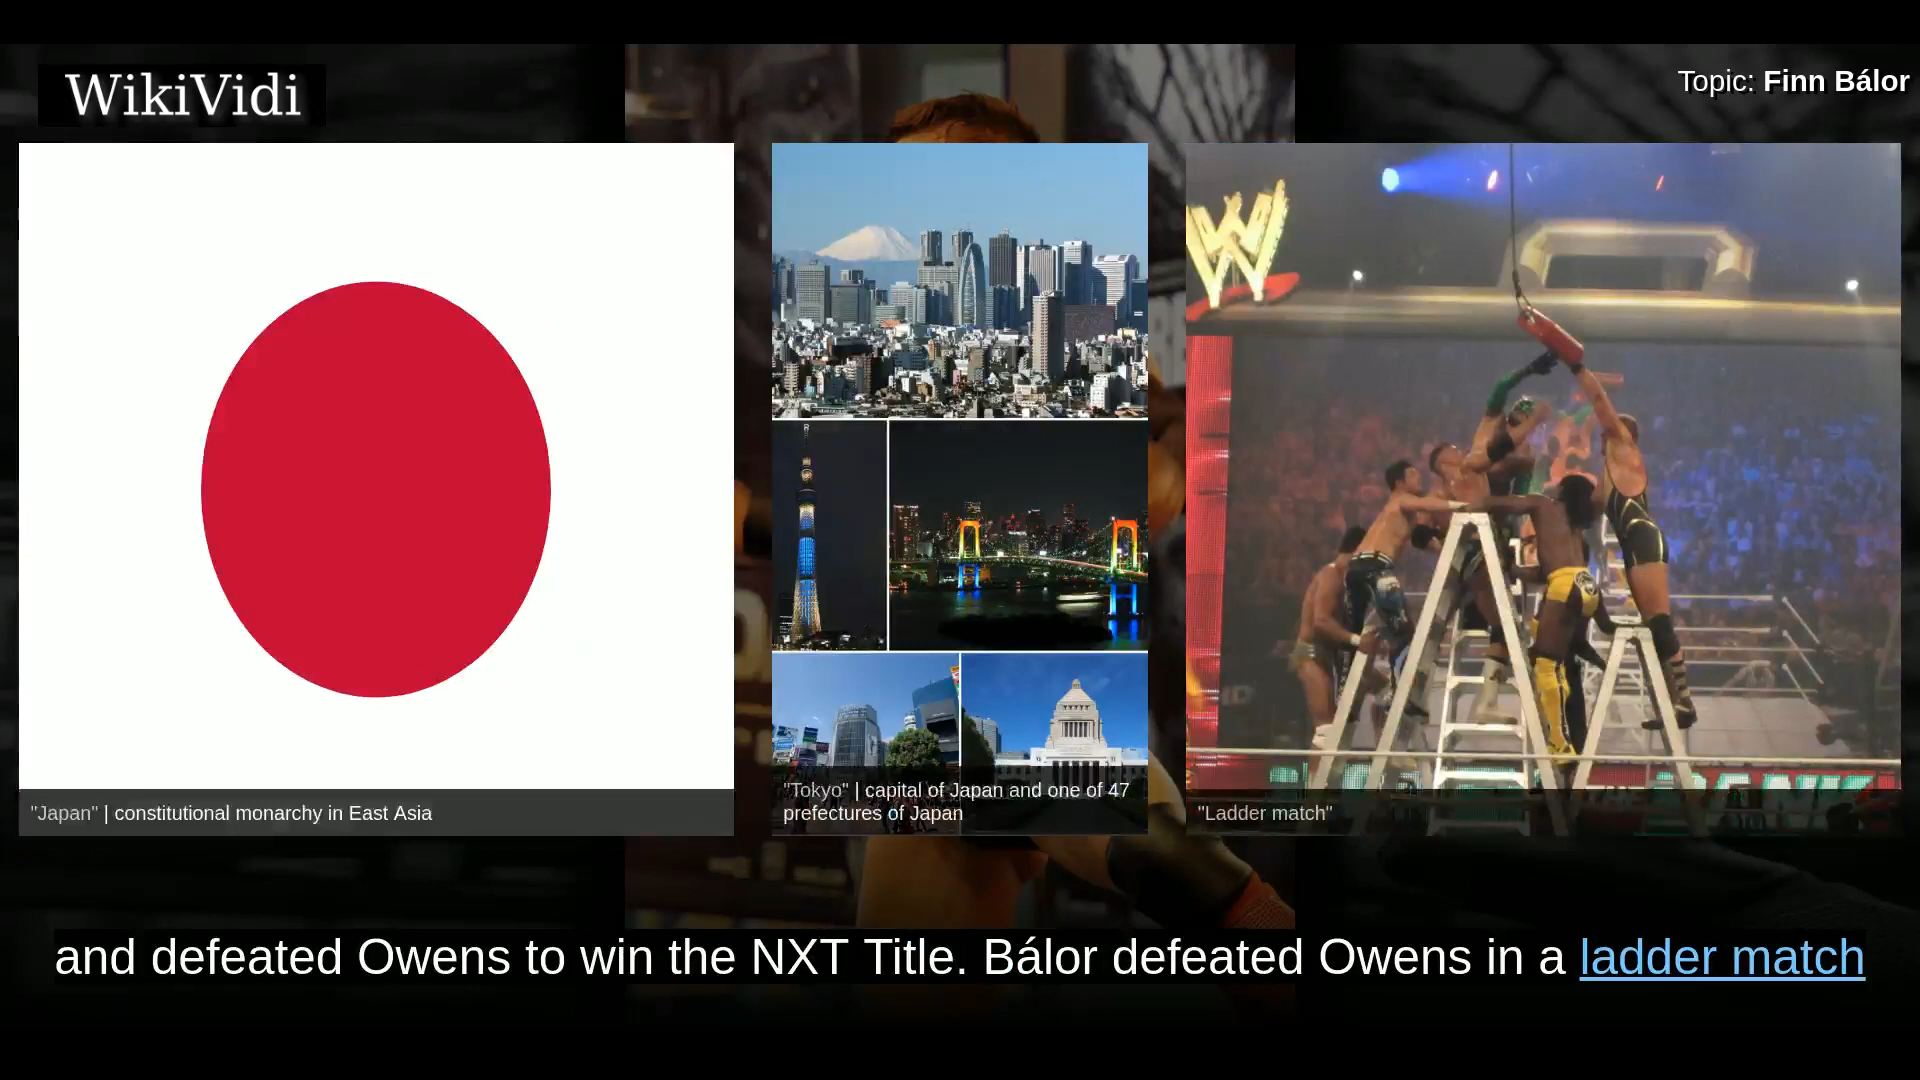 WikiVidi
Topic: Finn Bálor
"Japan" | constitutional monarchy in East Asia
"Tokyo" | capital of Japan and one of 47
prefectures of Japan
"Ladder match"
and defeated Owens to win the NXT Title. Bálor defeated Owens in a ladder match